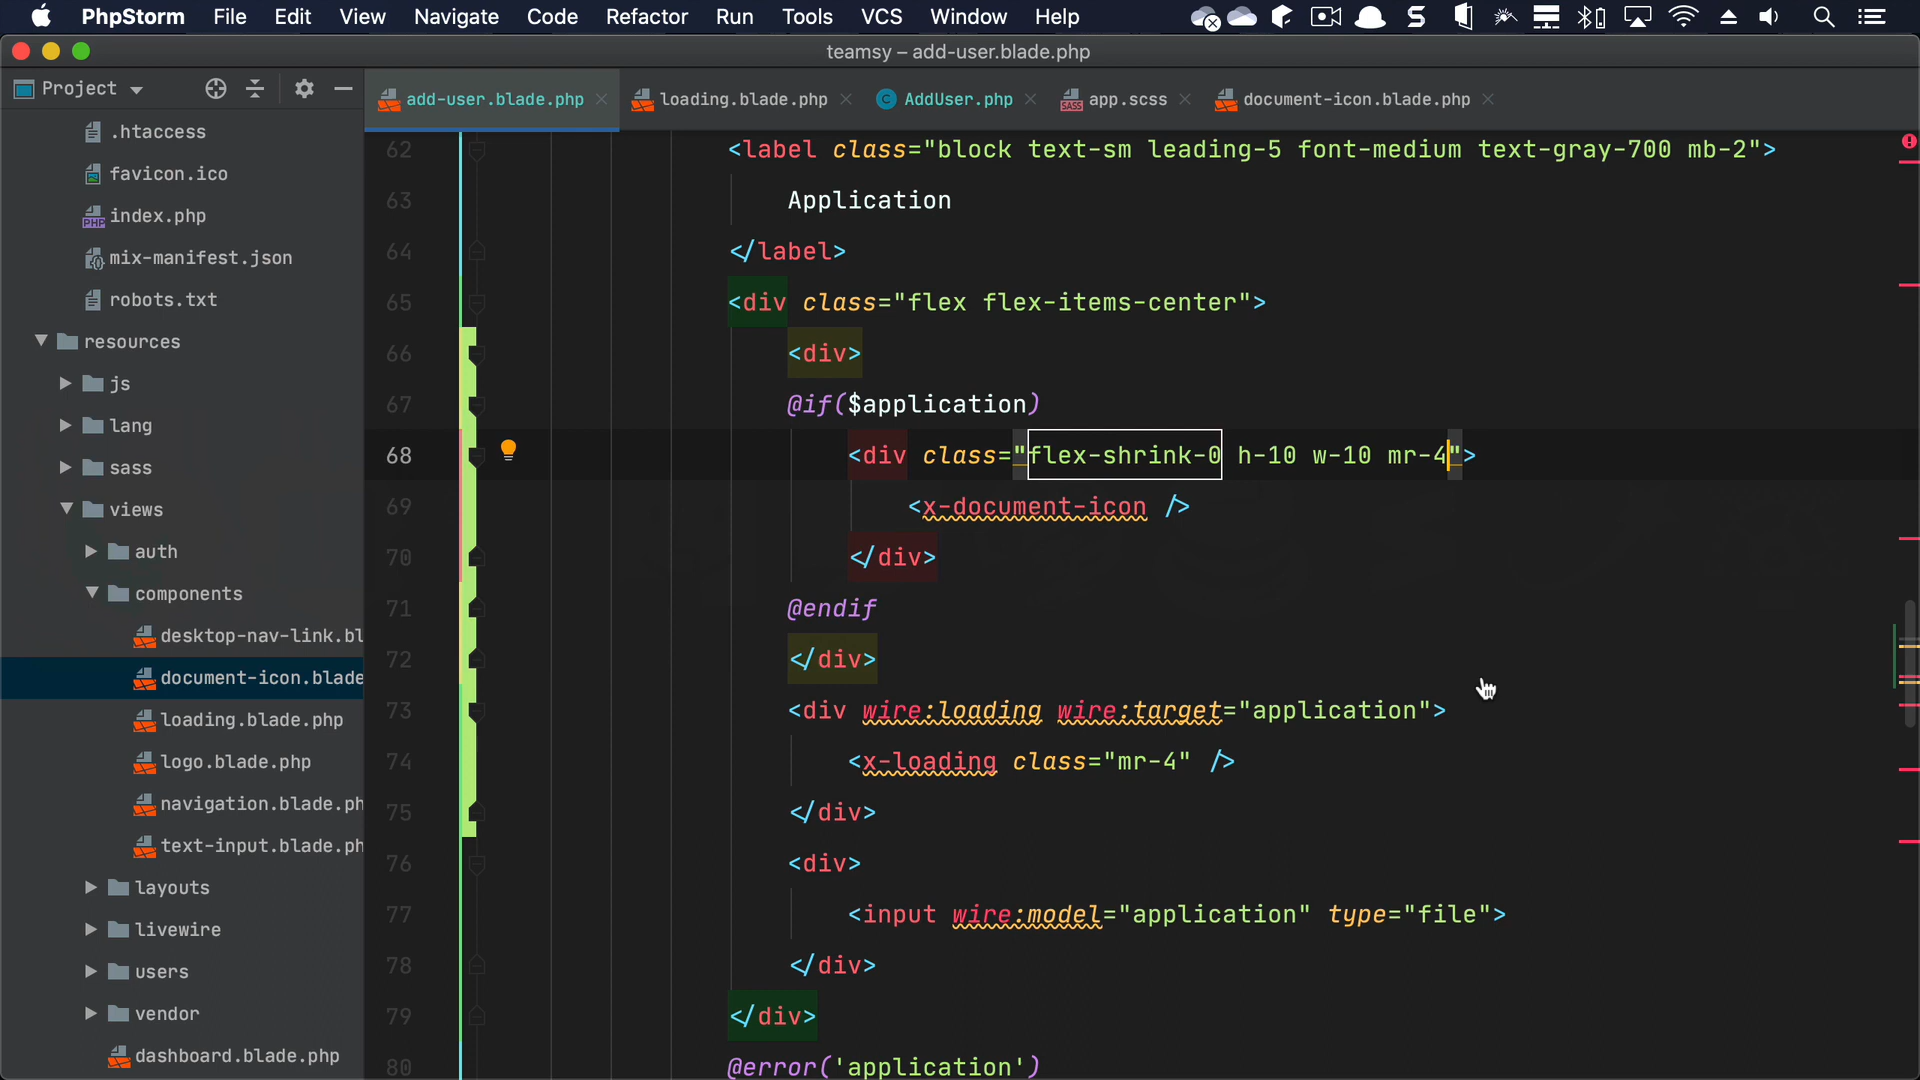 PhpStorm File Edit View Navigate Code Refactor Run Tools VCS Window Help
teamsy – add-user.blade.php
Project
add-user.blade.php loading.blade.php AddUser.php app.scss document-icon.blade.php
.htaccess
favicon.ico
index.php
mix-manifest.json
robots.txt
resources
js
lang
sass
views
auth
components
desktop-nav-link.bl
document-icon.blade
loading.blade.php
logo.blade.php
navigation.blade.ph
text-input.blade.ph
layouts
livewire
users
vendor
dashboard.blade.php
62 <label class="block text-sm leading-5 font-medium text-gray-700 mb-2">
63 Application
64 </label>
65 <div class="flex flex-items-center">
66 <div>
67 @if($application)
68 <div class="flex-shrink-0 h-10 w-10 mr-4">
69 <x-document-icon />
70 </div>
71 @endif
72 </div>
73 <div wire:loading wire:target="application">
74 <x-loading class="mr-4" />
75 </div>
76 <div>
77 <input wire:model="application" type="file">
78 </div>
79 </div>
80 @error('application')